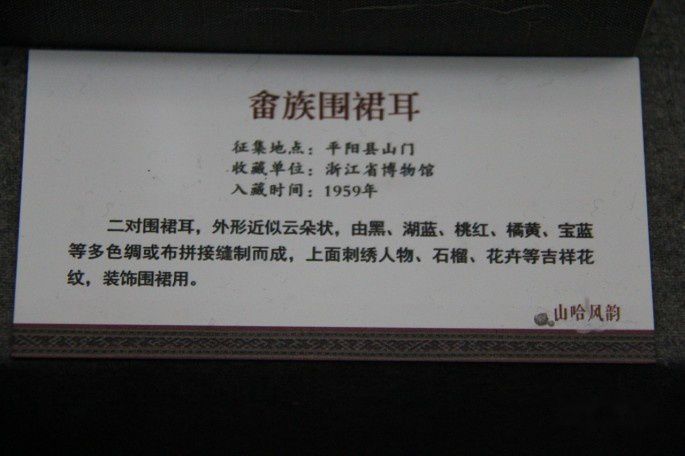 畲族围裙耳
征集地点：平阳县山门
收藏单位：浙江省博物馆
入藏时间：1959年
二对围裙耳，外形近似云朵状，由黑、湖蓝、桃红、橘黄、宝蓝
等多色绸或布拼接缝制而成，上面刺绣人物、石榴、花卉等吉祥花
纹，装饰围裙用。
山哈风韵